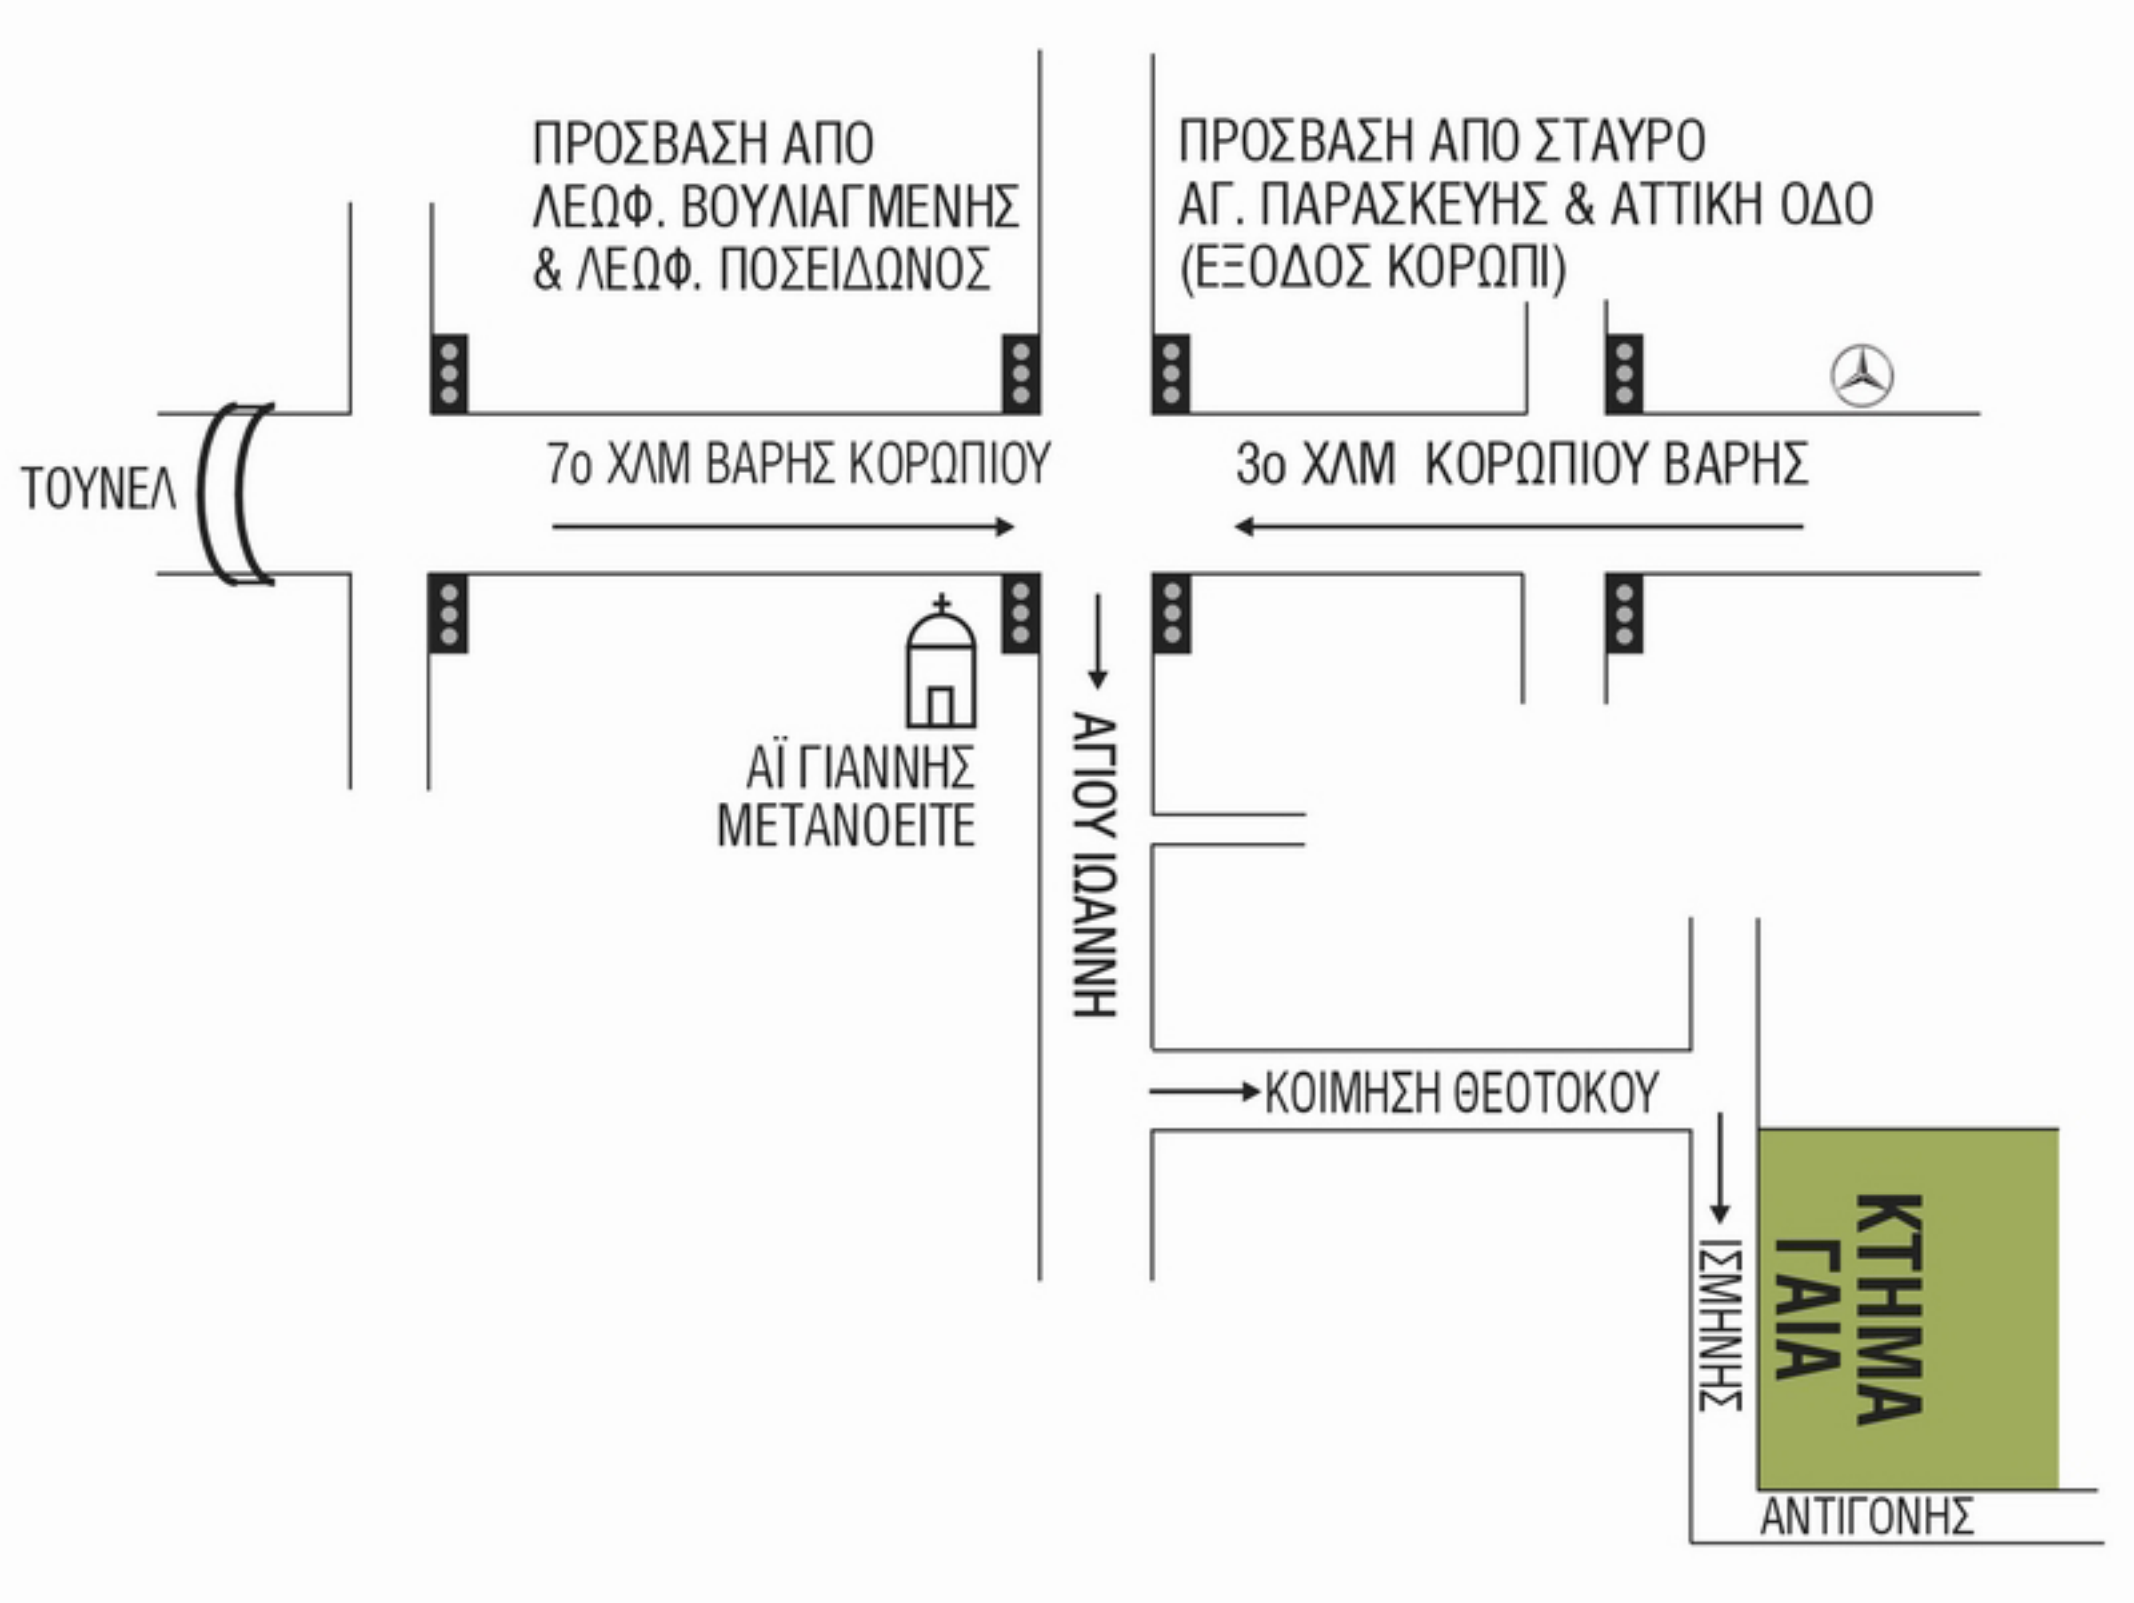 ΠΡΟΣΒΑΣΗ ΑΠΟ
ΛΕΩΦ. ΒΟΥΛΙΑΓΜΕΝΗΣ
& ΛΕΩΦ. ΠΟΣΕΙΔΩΝΟΣ
ΠΡΟΣΒΑΣΗ ΑΠΟ ΣΤΑΥΡΟ
ΑΓ. ΠΑΡΑΣΚΕΥΗΣ & ΑΤΤΙΚΗ ΟΔΟ
(ΕΞΟΔΟΣ ΚΟΡΩΠΙ)
ΤΟΥΝΕΛ
7ο ΧΛΜ ΒΑΡΗΣ ΚΟΡΩΠΙΟΥ
3ο ΧΛΜ ΚΟΡΩΠΙΟΥ ΒΑΡΗΣ
ΑΪ ΓΙΑΝΝΗΣ
ΜΕΤΑΝΟΕΙΤΕ
ΑΓΙΟΥ ΙΩΑΝΝΗ
ΚΟΙΜΗΣΗ ΘΕΟΤΟΚΟΥ
ΙΣΜΗΝΗΣ
ΚΤΗΜΑ
ΓΑΙΑ
ΑΝΤΙΓΟΝΗΣ